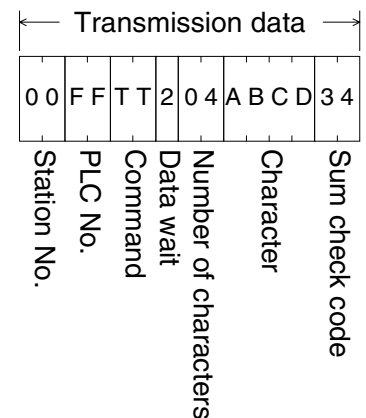 Transmission data
0 0 F F T T 2 0 4 A B C D 3 4
Station No.
PLC No.
Command
Data wait
Number of characters
Character
Sum check code